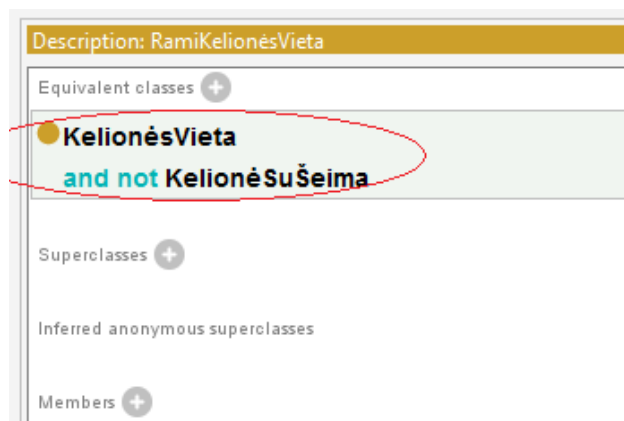 Description: RamiKelionėsVieta
Equivalent classes
KelionėsVieta
and not KelionėSuŠeima
Superclasses
Inferred anonymous superclasses
Members